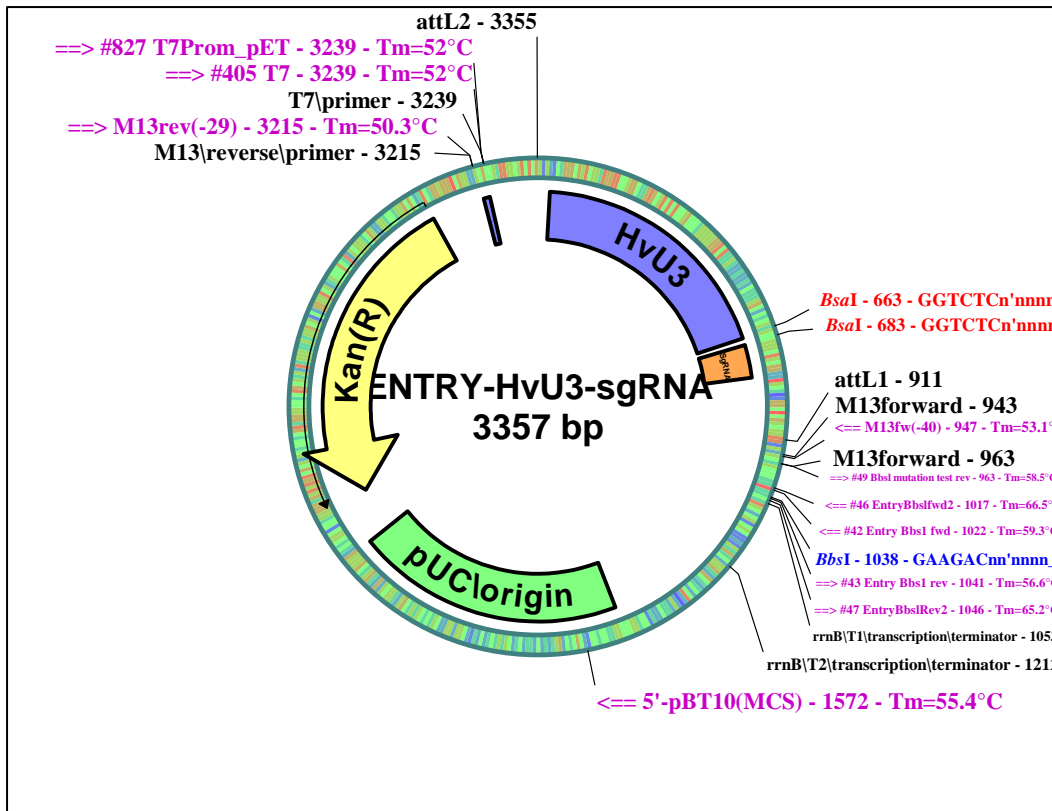 attL2 - 3355
==> #827 T7Prom_pET - 3239 - Tm=52°C
==> #405 T7 - 3239 - Tm=52°C
T7\primer - 3239
==> M13rev(-29) - 3215 - Tm=50.3°C
M13\reverse\primer - 3215
HvU3
Kan(R)
SgRNA
BsaI - 663 - GGTCTCn'nnnn
BsaI - 683 - GGTCTCn'nnnn
ENTRY-HvU3-sgRNA
3357 bp
attL1 - 911
M13forward - 943
<== M13fw(-40) - 947 - Tm=53.1°
M13forward - 963
==> #49 BbsI mutation test rev - 963 - Tm=58.5°C
<== #46 EntryBbsIfwd2 - 1017 - Tm=66.5°
<== #42 Entry Bbs1 fwd - 1022 - Tm=59.3°C
BbsI - 1038 - GAAGACnn'nnnn_
==> #43 Entry Bbs1 rev - 1041 - Tm=56.6°C
==> #47 EntryBbsIRev2 - 1046 - Tm=65.2°C
rrnB\T1\transcription\terminator - 105
rrnB\T2\transcription\terminator - 121
pUC\origin
<== 5'-pBT10(MCS) - 1572 - Tm=55.4°C